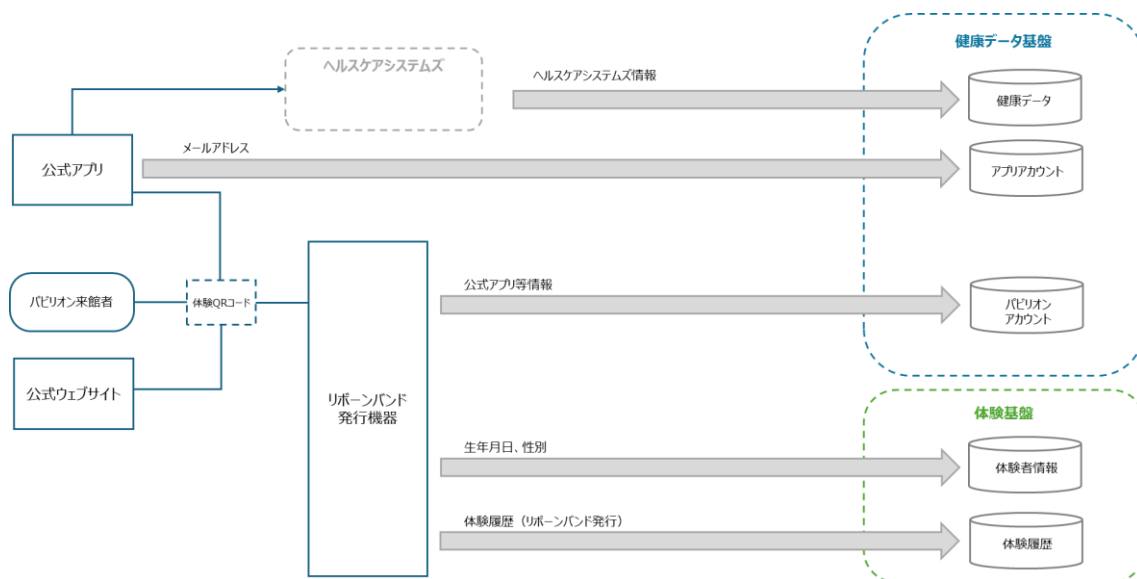 健康データ基盤
ヘルスケアシステムズ
ヘルスケアシステムズ情報
健康データ
メールアドレス
公式アプリ
アプリアカウント
公式アプリ等情報
パビリオン来館者
体験QRコード
パビリオン
アカウント
公式ウェブサイト
リボーンバンド
発行機器
体験基盤
生年月日、性別
体験者情報
体験履歴（リボーンバンド発行）
体験履歴